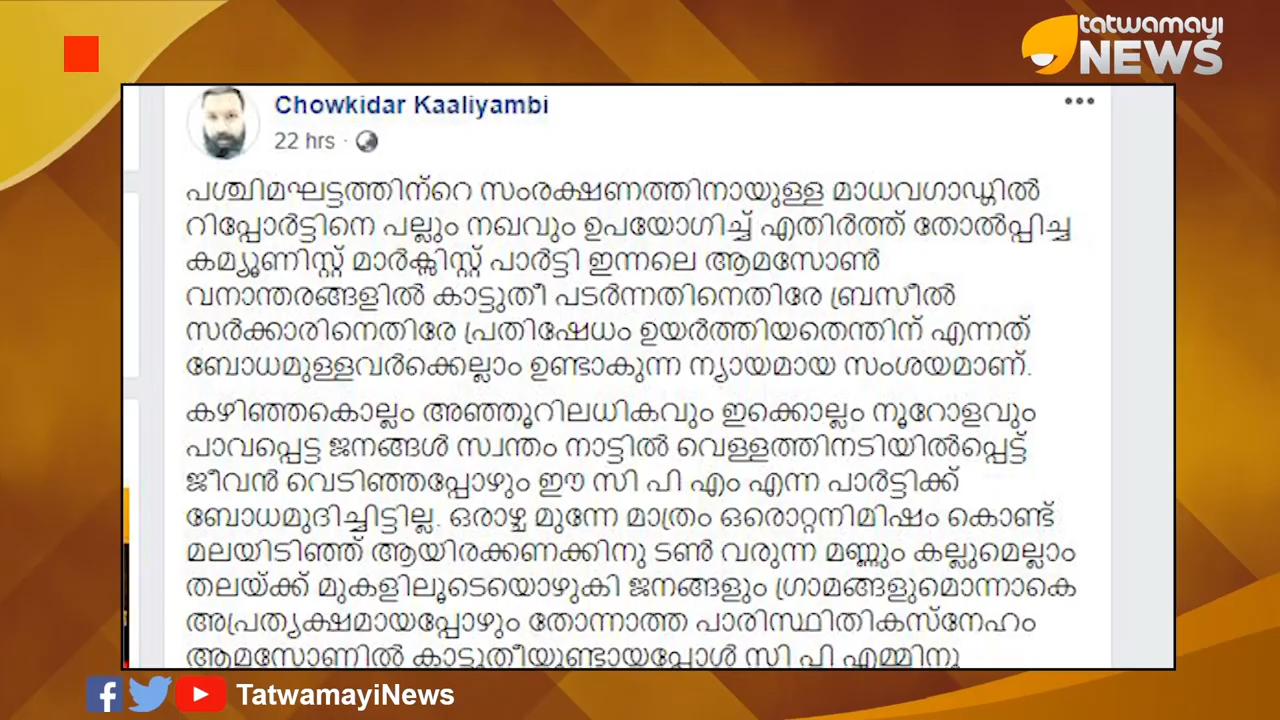 tatwamayi
NEWS
Chowkidar Kaaliyambi
22 hrs ·
പശ്ചിമഘട്ടത്തിന്റെ സംരക്ഷണത്തിനായുള്ള മാധവഗാഡ്ഗിൽ
റിപ്പോർട്ടിനെ പല്ലും നഖവും ഉപയോഗിച്ച് എതിർത്ത് തോൽപ്പിച്ച
കമ്യൂണിസ്റ്റ് മാർക്സിസ്റ്റ് പാർട്ടി ഇന്നലെ ആമസോൺ
വനാന്തരങ്ങളിൽ കാട്ടുതീ പടർന്നതിനെതിരേ ബ്രസീൽ
സർക്കാരിനെതിരേ പ്രതിഷേധം ഉയർത്തിയതെന്തിന് എന്നത്
ബോധമുള്ളവർക്കെല്ലാം ഉണ്ടാകുന്ന ന്യായമായ സംശയമാണ്.
കഴിഞ്ഞകൊല്ലം അഞ്ഞൂറിലധികവും ഇക്കൊല്ലം നൂറോളവും
പാവപ്പെട്ട ജനങ്ങൾ സ്വന്തം നാട്ടിൽ വെള്ളത്തിനടിയിൽപ്പെട്ട്
ജീവൻ വെടിഞ്ഞപ്പോഴും ഈ സി പി എം എന്ന പാർട്ടിക്ക്
ബോധമുദിച്ചിട്ടില്ല. ഒരാഴ്ച മുന്നേ മാത്രം ഒരൊറ്റനിമിഷം കൊണ്ട്
മലയിടിഞ്ഞ് ആയിരക്കണക്കിനു ടൺ വരുന്ന മണ്ണും കല്ലുമെല്ലാം
തലയ്ക്ക് മുകളിലൂടെയൊഴുകി ജനങ്ങളും ഗ്രാമങ്ങളുമൊന്നാകെ
അപ്രത്യക്ഷമായപ്പോഴും തോന്നാത്ത പാരിസ്ഥിതികസ്നേഹം
ആമസോണിൽ കാട്ടുതീയുണ്ടായപ്പോൾ സി പി എമ്മിനു
TatwamayiNews